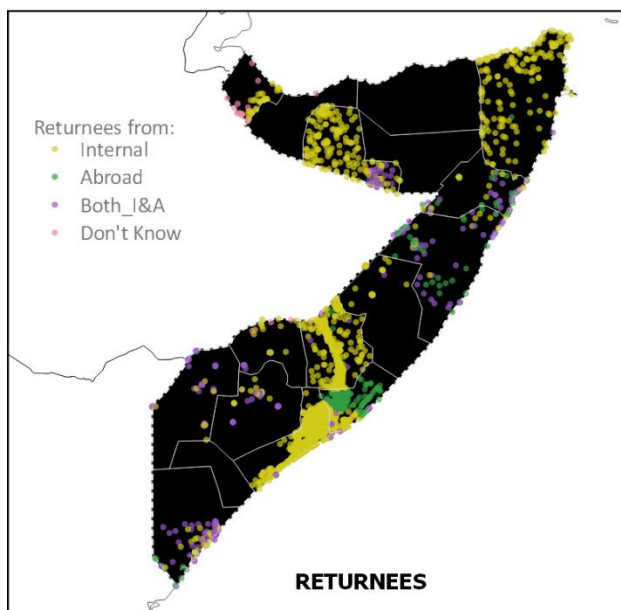 Returnees from:
Internal
Abroad
Both_I&A
Don't Know
RETURNEES